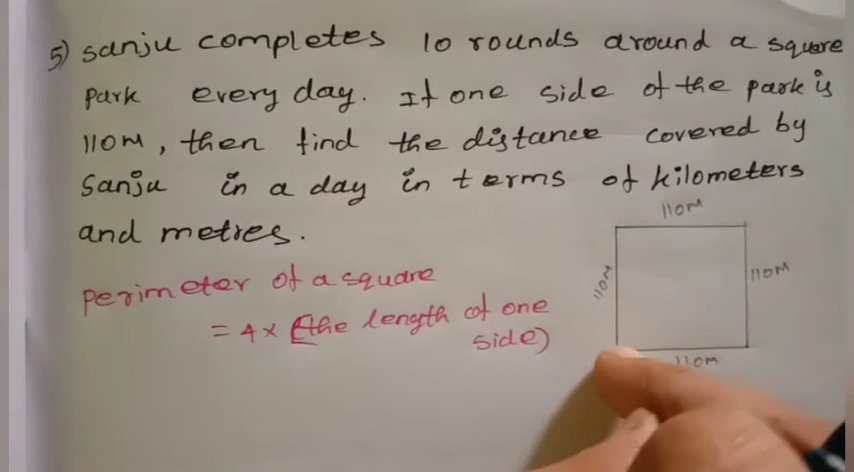 5) sanju completes 10 rounds around a square
park every day. If one side of the park is
110M, then find the distance covered by
Sanju in a day in terms of kilometers
and metres.
110M
110M
110M
110M
perimeter of a square
= 4 × (the length of one
side)